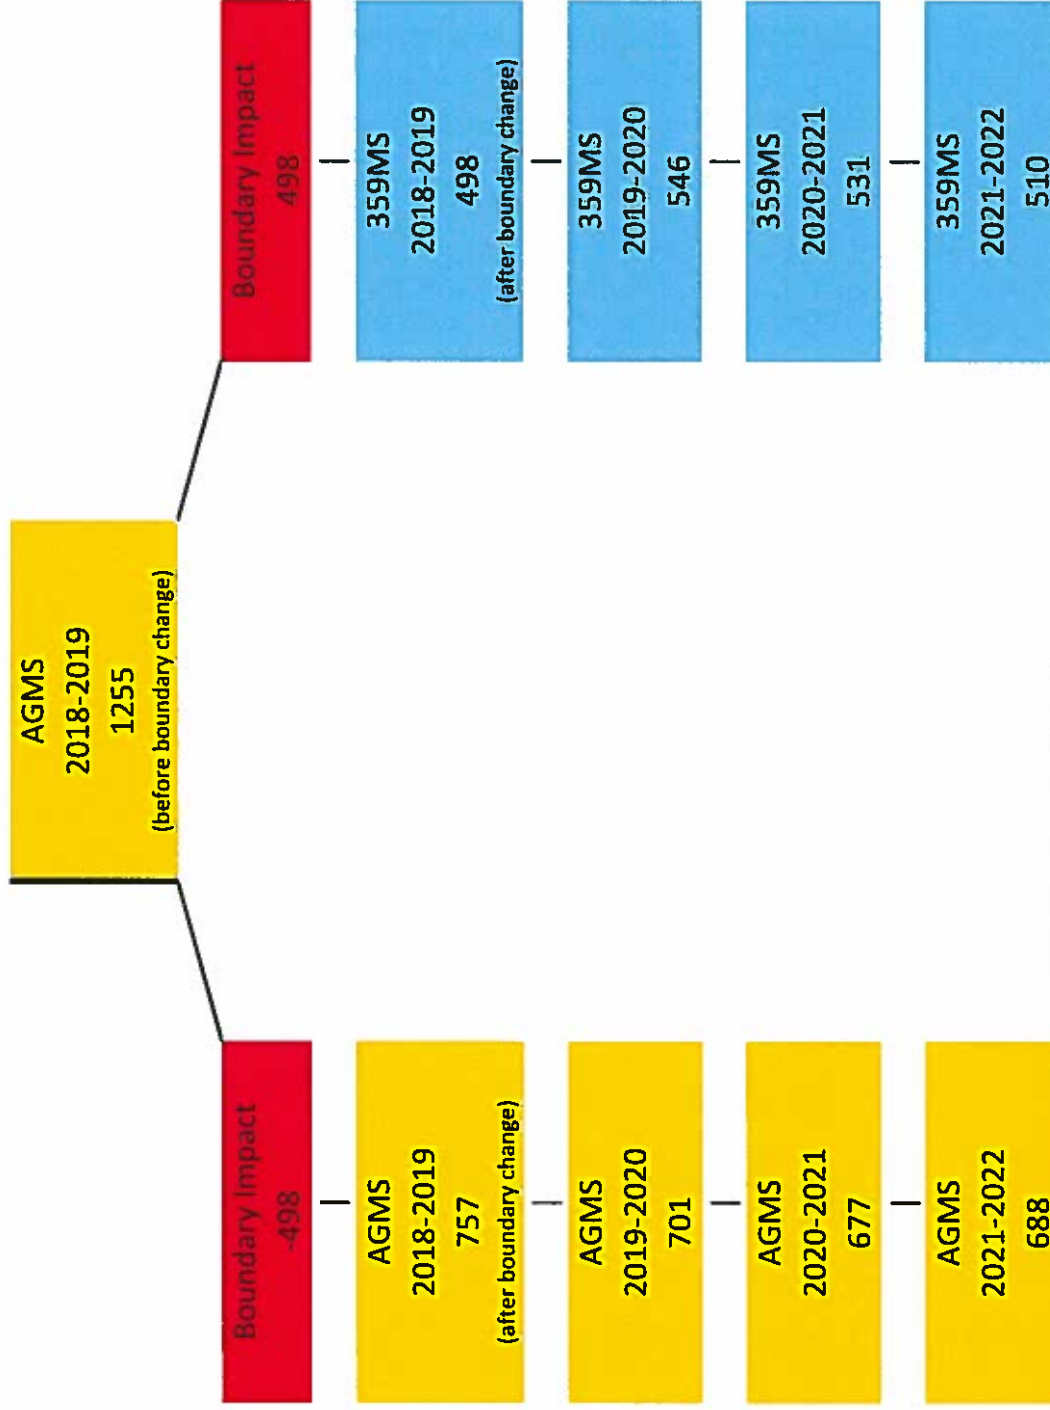 AGMS
2018-2019
1255
(before boundary change)
Boundary Impact
-498
AGMS
2018-2019
757
(after boundary change)
AGMS
2019-2020
701
AGMS
2020-2021
677
AGMS
2021-2022
688
Boundary Impact
498
359MS
2018-2019
498
(after boundary change)
359MS
2019-2020
546
359MS
2020-2021
531
359MS
2021-2022
510